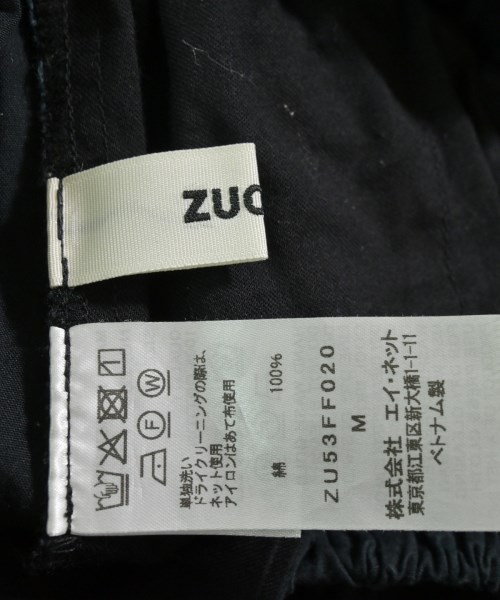 ZUC
単独洗い
ドライクリーニングの際は、
ネット使用
アイロンはあて布使用
綿 100%
ZU53FF020
M
株式会社 エイ・ネット
東京都江東区新大橋1-1-11
ベトナム製